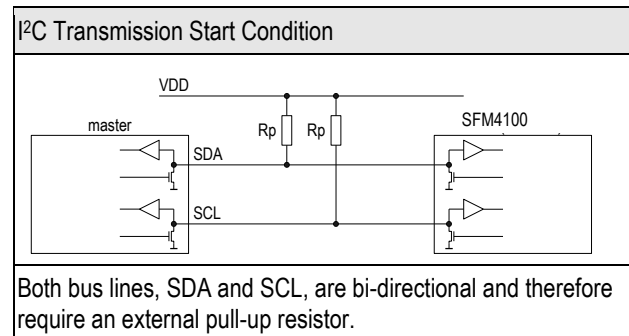 I²C Transmission Start Condition
VDD
master
Rp
Rp
SFM4100
SDA
SCL
Both bus lines, SDA and SCL, are bi-directional and therefore
require an external pull-up resistor.